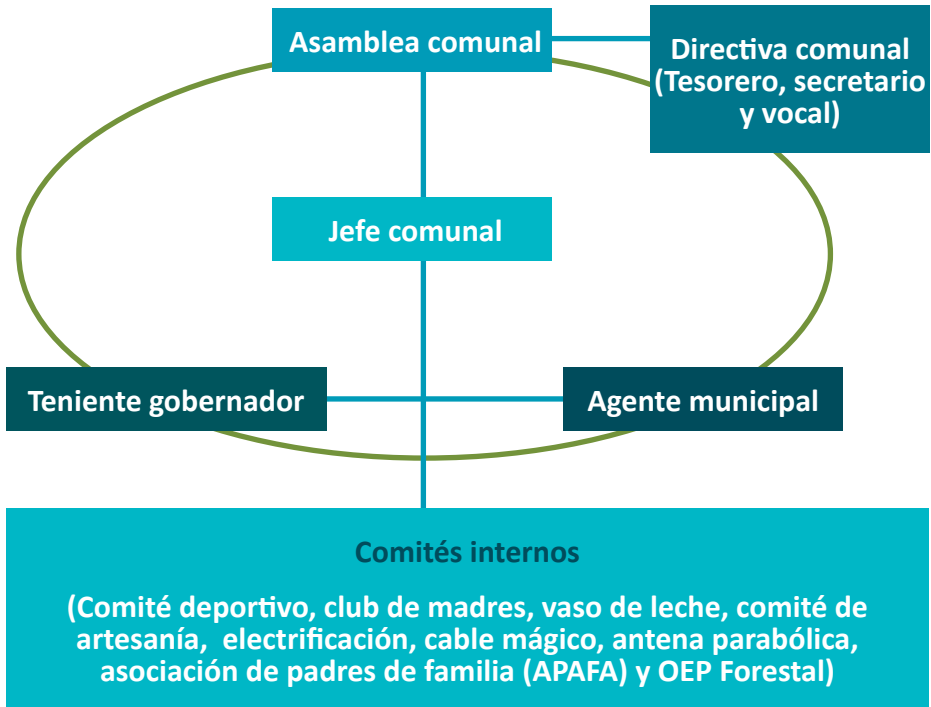 Asamblea comunal
Directiva comunal
(Tesorero, secretario
y vocal)
Jefe comunal
Teniente gobernador
Agente municipal
Comités internos
(Comité deportivo, club de madres, vaso de leche, comité de
artesanía, electrificación, cable mágico, antena parabólica,
asociación de padres de familia (APAFA) y OEP Forestal)